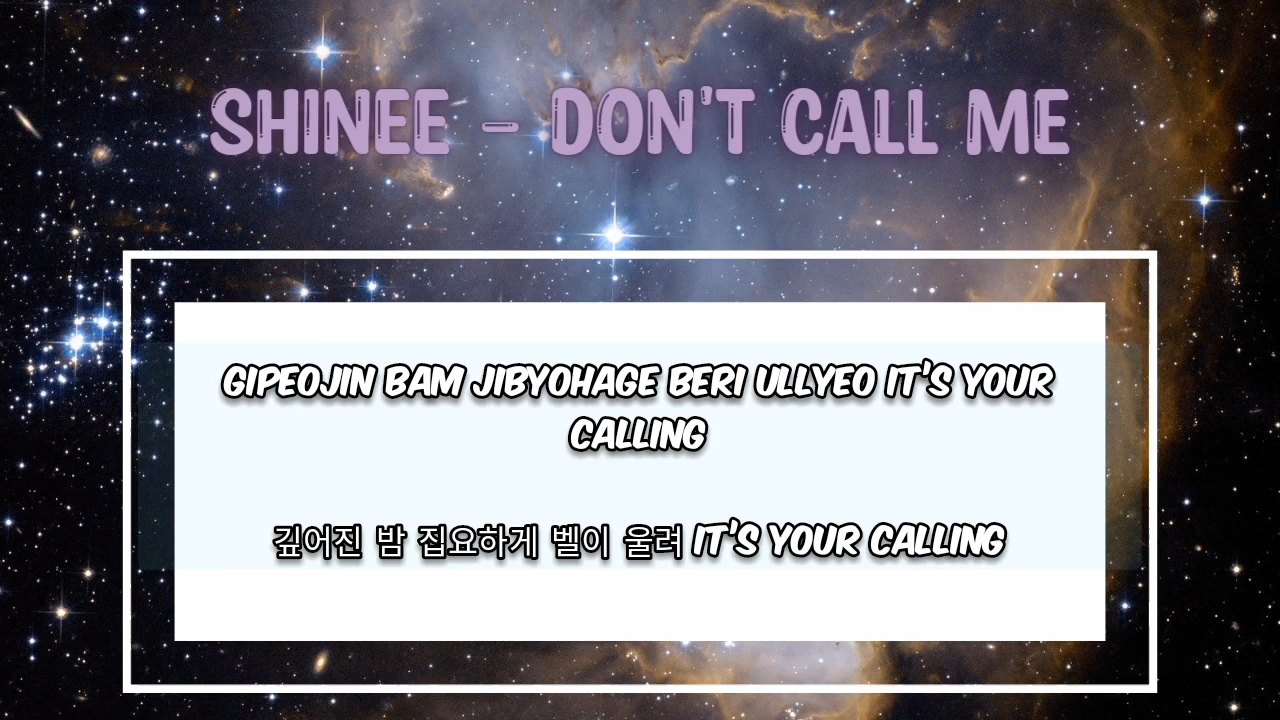 SHINEE - DON'T CALL ME
GIPEOJIN BAM JIBYOHAGE BERI ULLYEO IT'S YOUR
CALLING
깊어진 밤 집요하게 벨이 울려 IT'S YOUR CALLING